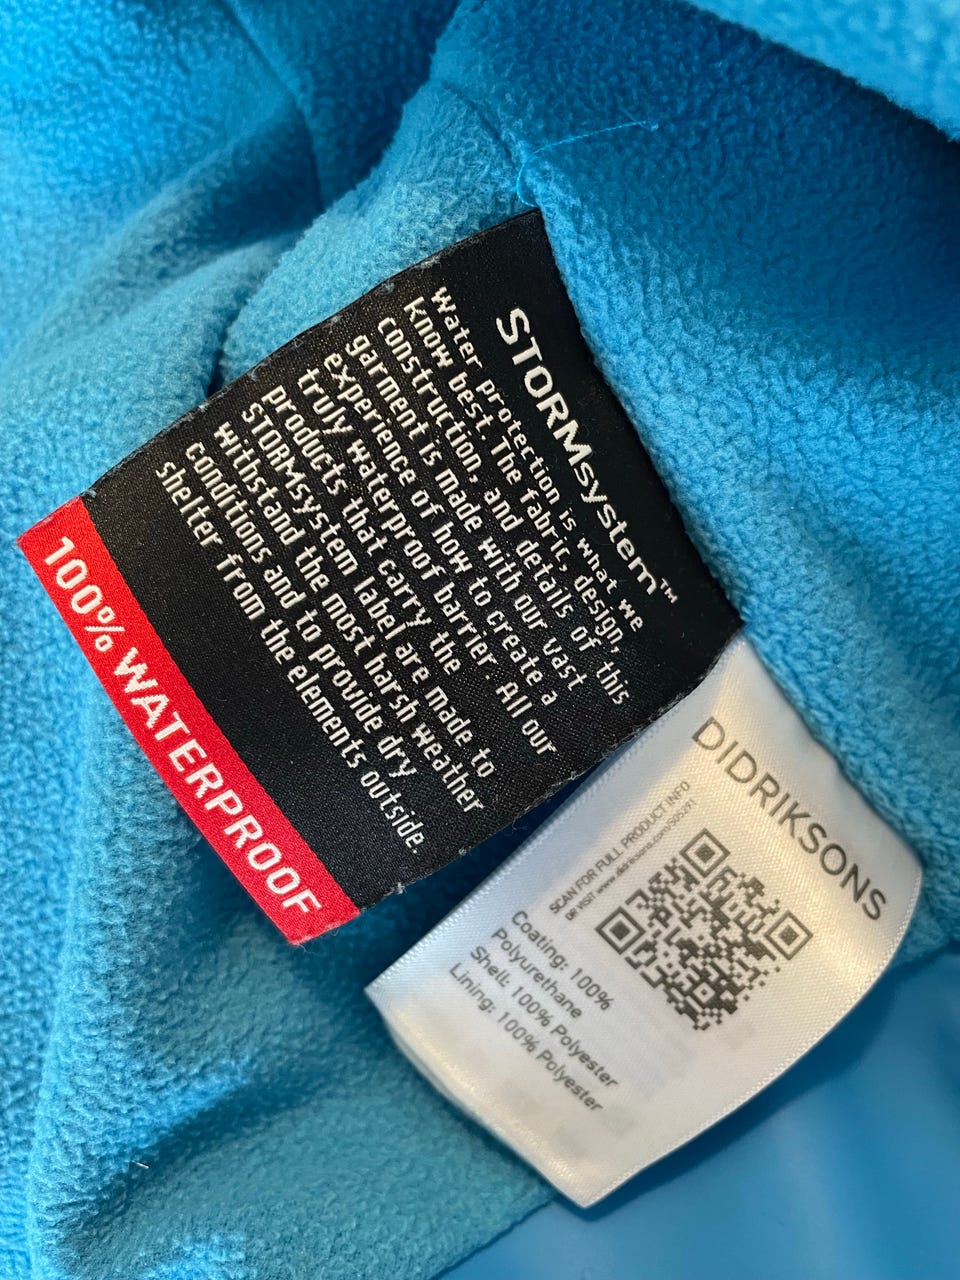 STORMsystem™
Water protection is what we
know best. The fabric, design,
construction, and details of this
garment is made with our vast
experience of how to create a
truly waterproof barrier. All our
products that carry the
STORMsystem label are made to
withstand the most harsh weather
conditions and to provide dry
shelter from the elements outside.
100% WATERPROOF
DIDRIKSONS
SCAN FOR FULL PRODUCT INFO
OR VISIT
Coating: 100%
Polyurethane
Shell: 100% Polyester
Lining: 100% Polyester